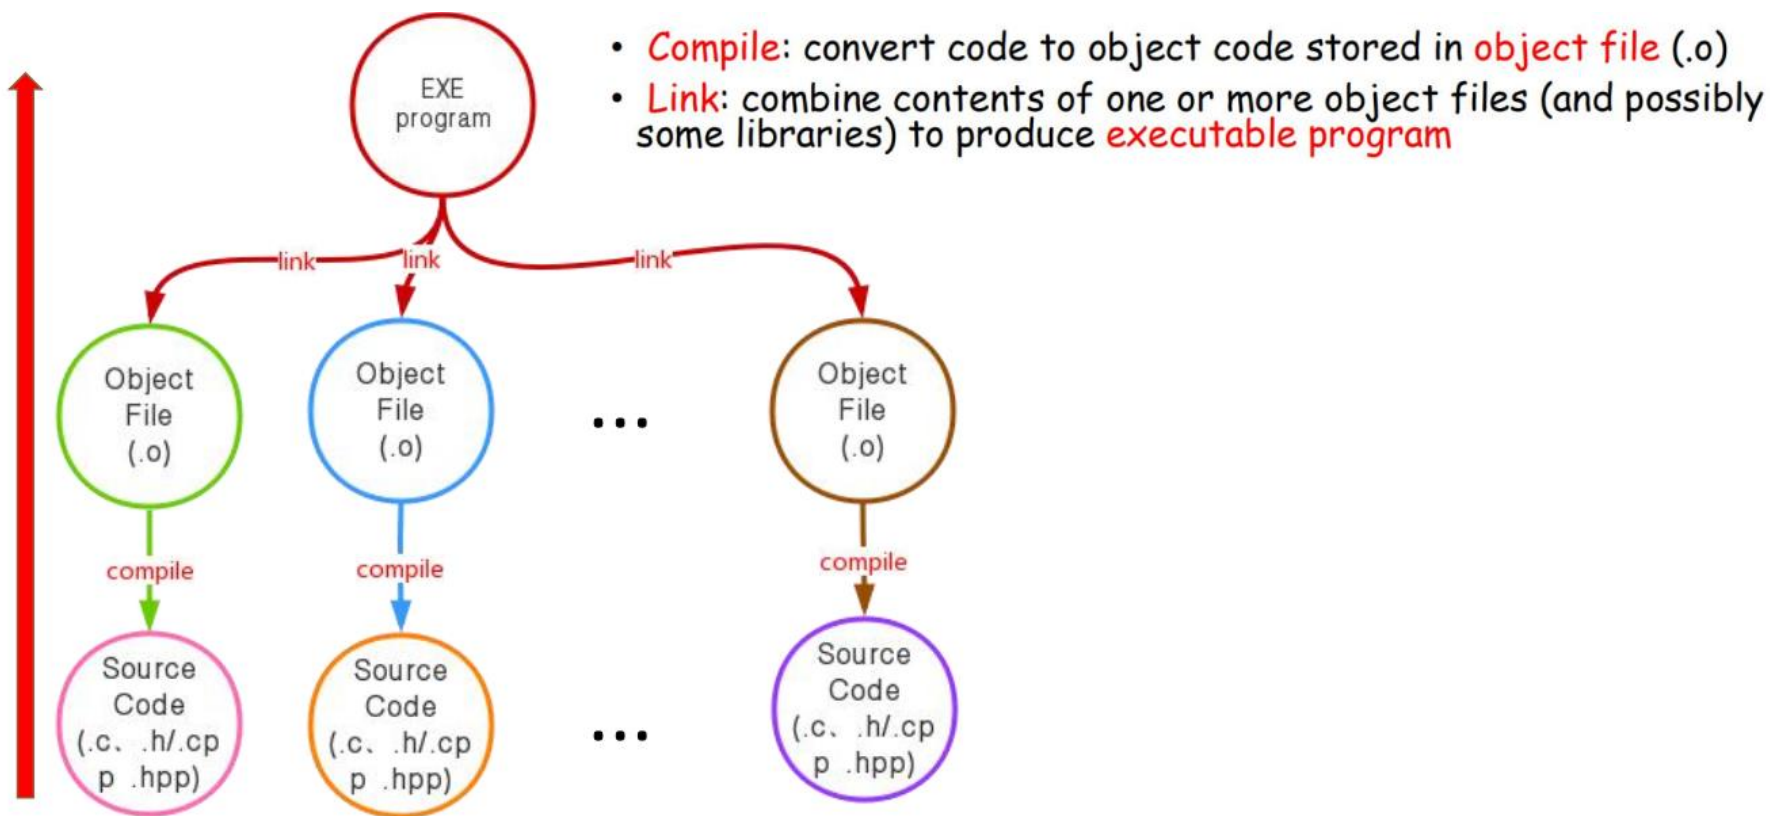 EXE
program
• Compile: convert code to object code stored in object file (.o)
• Link: combine contents of one or more object files (and possibly
some libraries) to produce executable program
link
link
link
Object
File
(.o)
Object
File
(.o)
...
Object
File
(.o)
compile
compile
compile
Source
Code
(.c、.h/.cp
p .hpp)
Source
Code
(.c、.h/.cp
p .hpp)
...
Source
Code
(.c、.h/.cp
p .hpp)